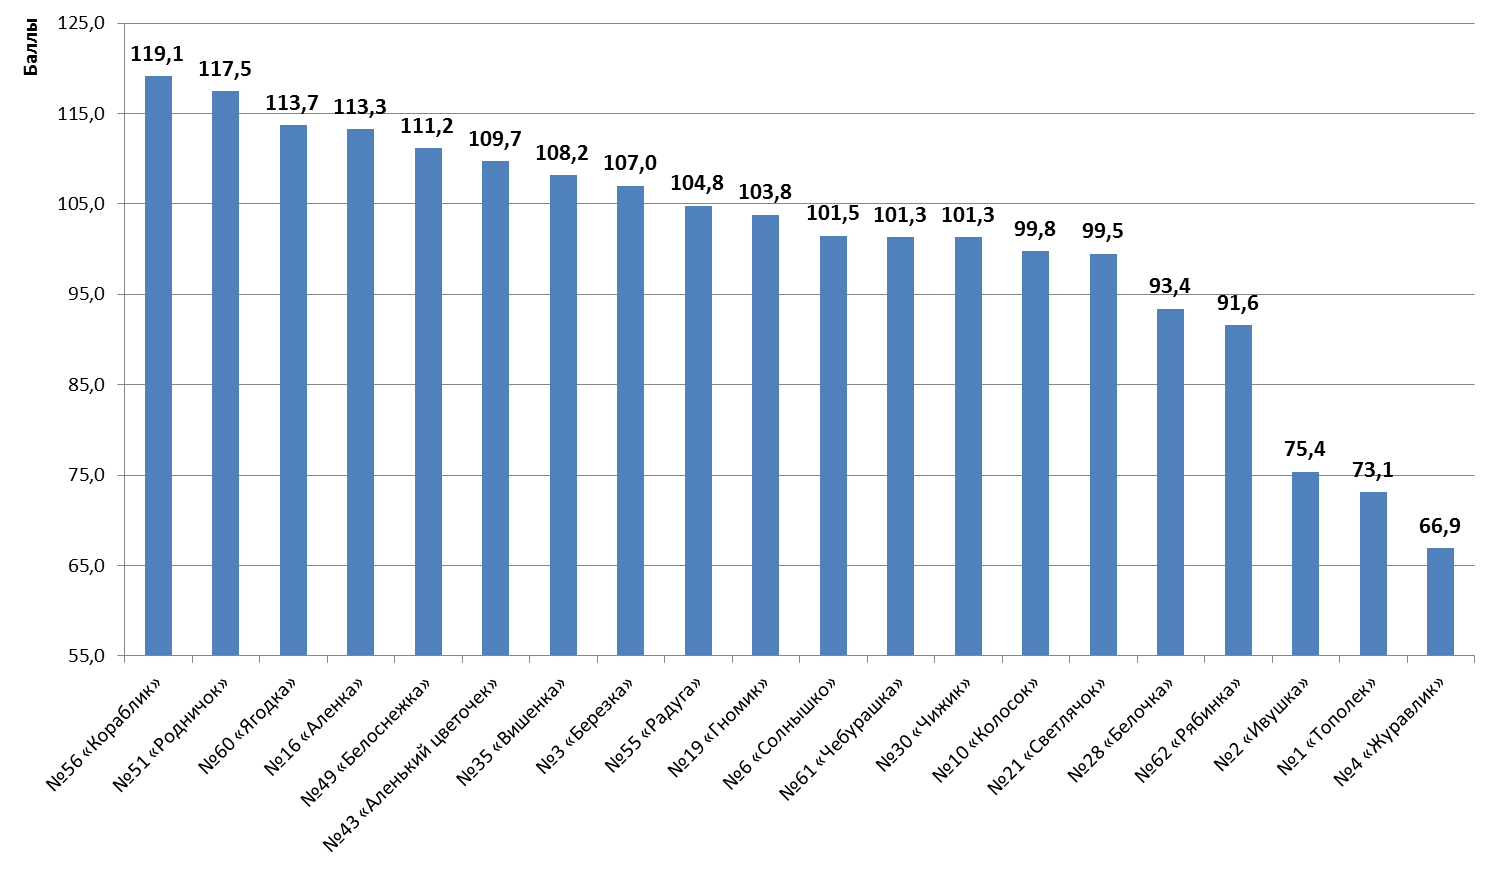 Баллы
125,0
115,0
105,0
95,0
85,0
75,0
65,0
55,0
119,1
117,5
113,7
113,3
111,2
109,7
108,2
107,0
104,8
103,8
101,5
101,3
101,3
99,8
99,5
93,4
91,6
75,4
73,1
66,9
№56 «Кораблик»
№51 «Родничок»
№60 «Ягодка»
№16 «Аленка»
№49 «Белоснежка»
№43 «Аленький цветочек»
№35 «Вишенка»
№3 «Березка»
№55 «Радуга»
№19 «Гномик»
№6 «Солнышко»
№61 «Чебурашка»
№30 «Чижик»
№10 «Колосок»
№21 «Светлячок»
№28 «Белочка»
№62 «Рябинка»
№2 «Ивушка»
№1 «Тополек»
№4 «Журавлик»